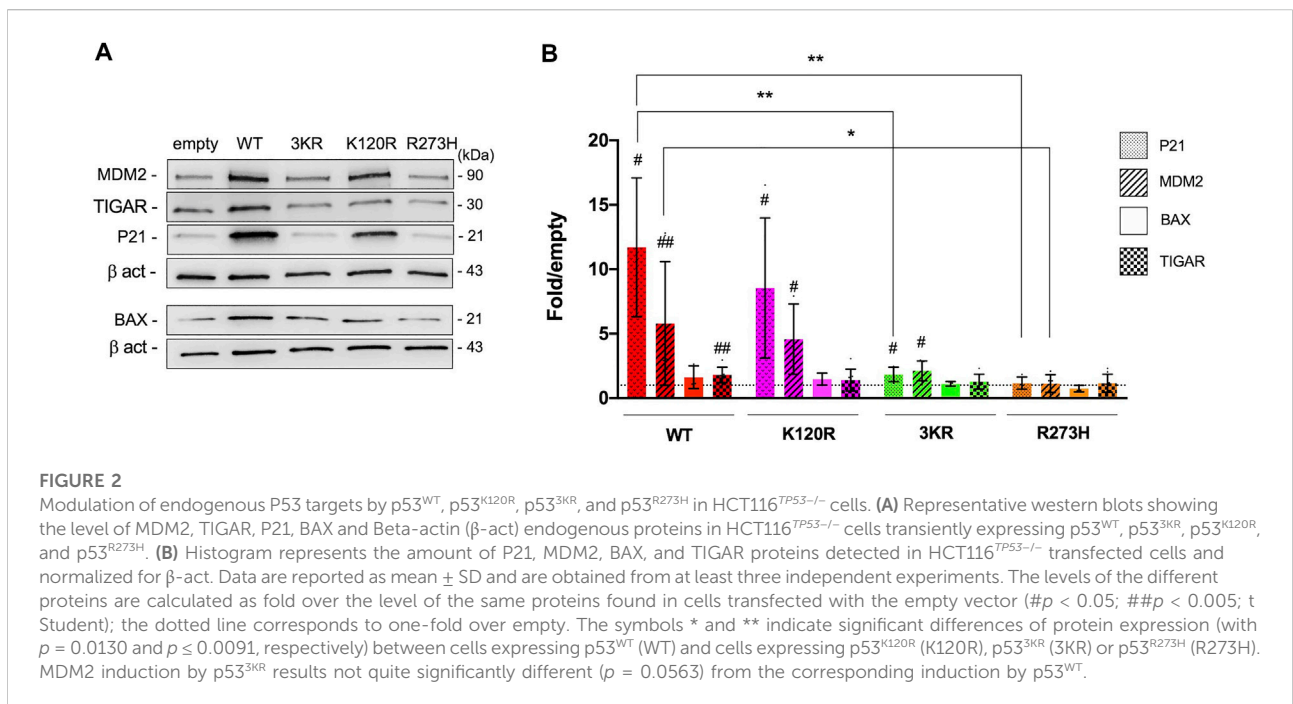 A
empty WT 3KR K120R R273H
(kDa)
MDM2 - - 90
TIGAR - - 30
P21 - - 21
β act - - 43
BAX - - 21
β act - - 43
B
**
**
*
20
15
10
5
0
Fold/empty
# ## ##
# #
# #
WT K120R 3KR R273H
P21
MDM2
BAX
TIGAR
FIGURE 2
Modulation of endogenous P53 targets by p53WT, p53K120R, p533KR, and p53R273H in HCT116TP53−/− cells. (A) Representative western blots showing
the level of MDM2, TIGAR, P21, BAX and Beta-actin (β-act) endogenous proteins in HCT116TP53−/− cells transiently expressing p53WT, p533KR, p53K120R,
and p53R273H. (B) Histogram represents the amount of P21, MDM2, BAX, and TIGAR proteins detected in HCT116TP53−/− transfected cells and
normalized for β-act. Data are reported as mean ± SD and are obtained from at least three independent experiments. The levels of the different
proteins are calculated as fold over the level of the same proteins found in cells transfected with the empty vector (#p < 0.05; ##p < 0.005; t
Student); the dotted line corresponds to one-fold over empty. The symbols * and ** indicate significant differences of protein expression (with
p = 0.0130 and p ≤ 0.0091, respectively) between cells expressing p53WT (WT) and cells expressing p53K120R (K120R), p533KR (3KR) or p53R273H (R273H).
MDM2 induction by p533KR results not quite significantly different (p = 0.0563) from the corresponding induction by p53WT.